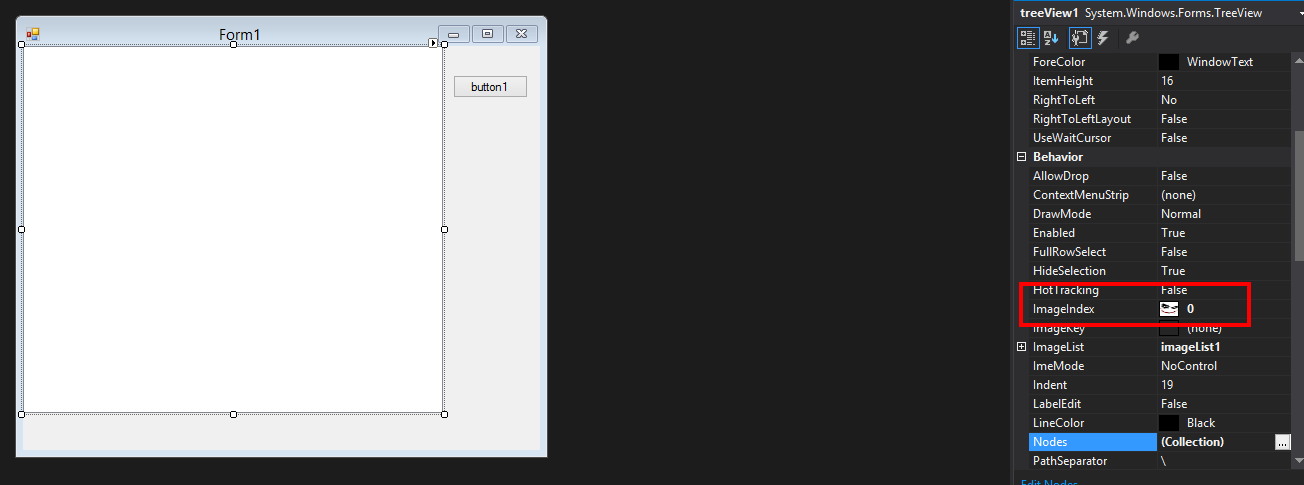 Form1
button1
treeView1 System.Windows.Forms.TreeView
ForeColor WindowText
ItemHeight 16
RightToLeft No
RightToLeftLayout False
UseWaitCursor False
Behavior
AllowDrop False
ContextMenuStrip (none)
DrawMode Normal
Enabled True
FullRowSelect False
HideSelection True
HotTracking False
ImageIndex 0
ImageKey (none)
ImageList imageList1
ImeMode NoControl
Indent 19
LabelEdit False
LineColor Black
Nodes (Collection) ...
PathSeparator \
Edit Nodes